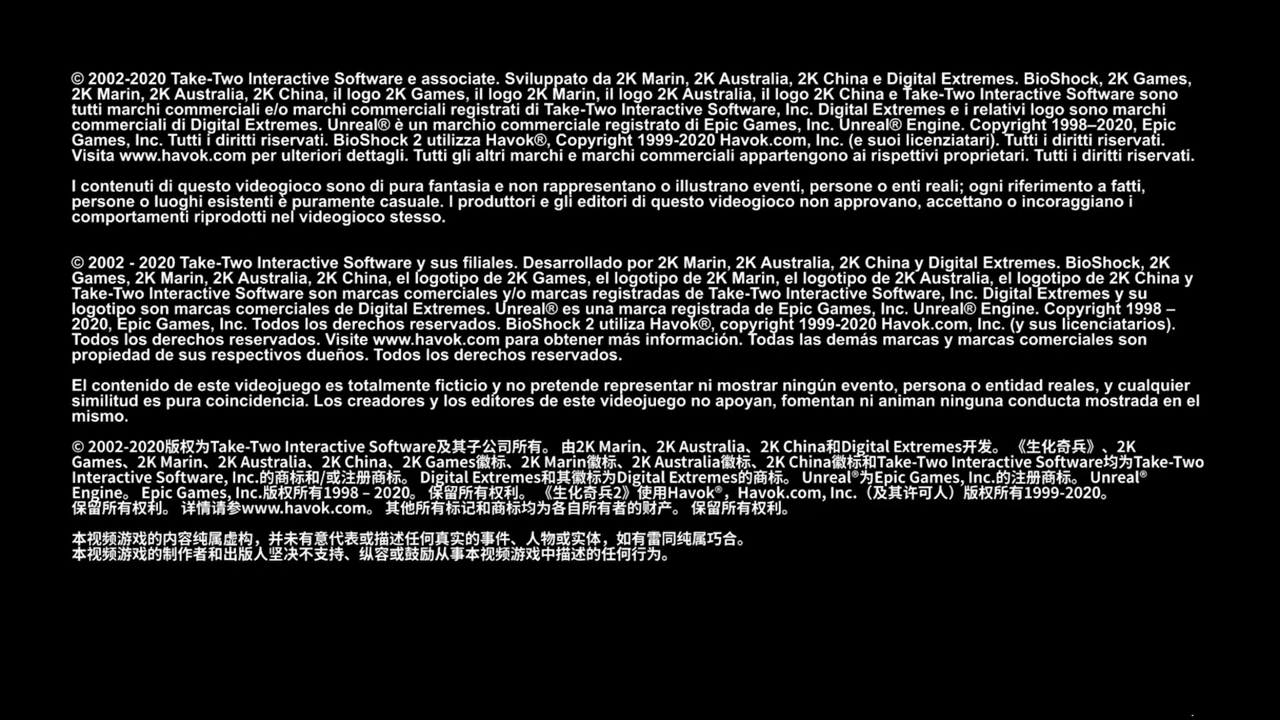 © 2002-2020 Take-Two Interactive Software e associate. Sviluppato da 2K Marin, 2K Australia, 2K China e Digital Extremes. BioShock, 2K Games,
2K Marin, 2K Australia, 2K China, il logo 2K Games, il logo 2K Marin, il logo 2K Australia, il logo 2K China e Take-Two Interactive Software sono
tutti marchi commerciali e/o marchi commerciali registrati di Take-Two Interactive Software, Inc. Digital Extremes e i relativi logo sono marchi
commerciali di Digital Extremes. Unreal® è un marchio commerciale registrato di Epic Games, Inc. Unreal® Engine. Copyright 1998–2020, Epic
Games, Inc. Tutti i diritti riservati. BioShock 2 utilizza Havok®, Copyright 1999-2020 Havok.com, Inc. (e suoi licenziatari). Tutti i diritti riservati.
Visita www.havok.com per ulteriori dettagli. Tutti gli altri marchi e marchi commerciali appartengono ai rispettivi proprietari. Tutti i diritti riservati.
I contenuti di questo videogioco sono di pura fantasia e non rappresentano o illustrano eventi, persone o enti reali; ogni riferimento a fatti,
persone o luoghi esistenti è puramente casuale. I produttori e gli editori di questo videogioco non approvano, accettano o incoraggiano i
comportamenti riprodotti nel videogioco stesso.
© 2002 - 2020 Take-Two Interactive Software y sus filiales. Desarrollado por 2K Marin, 2K Australia, 2K China y Digital Extremes. BioShock, 2K
Games, 2K Marin, 2K Australia, 2K China, el logotipo de 2K Games, el logotipo de 2K Marin, el logotipo de 2K Australia, el logotipo de 2K China y
Take-Two Interactive Software son marcas comerciales y/o marcas registradas de Take-Two Interactive Software, Inc. Digital Extremes y su
logotipo son marcas comerciales de Digital Extremes. Unreal® es una marca registrada de Epic Games, Inc. Unreal® Engine. Copyright 1998 –
2020, Epic Games, Inc. Todos los derechos reservados. BioShock 2 utiliza Havok®, copyright 1999-2020 Havok.com, Inc. (y sus licenciatarios).
Todos los derechos reservados. Visite www.havok.com para obtener más información. Todas las demás marcas y marcas comerciales son
propiedad de sus respectivos dueños. Todos los derechos reservados.
El contenido de este videojuego es totalmente ficticio y no pretende representar ni mostrar ningún evento, persona o entidad reales, y cualquier
similitud es pura coincidencia. Los creadores y los editores de este videojuego no apoyan, fomentan ni animan ninguna conducta mostrada en el
mismo.
© 2002-2020版权为Take-Two Interactive Software及其子公司所有。 由2K Marin、2K Australia、2K China和Digital Extremes开发。 《生化奇兵》、2K
Games、2K Marin、2K Australia、2K China、2K Games徽标、2K Marin徽标、2K Australia徽标、2K China徽标和Take-Two Interactive Software均为Take-Two
Interactive Software, Inc.的商标和/或注册商标。 Digital Extremes和其徽标为Digital Extremes的商标。 Unreal®为Epic Games, Inc.的注册商标。 Unreal®
Engine。 Epic Games, Inc.版权所有1998 – 2020。 保留所有权利。 《生化奇兵2》使用Havok®，Havok.com, Inc.（及其许可人）版权所有1999-2020。
保留所有权利。 详情请参www.havok.com。 其他所有标记和商标均为各自所有者的财产。 保留所有权利。
本视频游戏的内容纯属虚构，并未有意代表或描述任何真实的事件、人物或实体，如有雷同纯属巧合。
本视频游戏的制作者和出版人坚决不支持、纵容或鼓励从事本视频游戏中描述的任何行为。